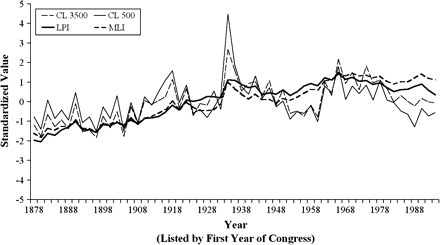 CL 3500 CL 500
LPI MLI
Standardized Value
5
4
3
2
1
0
-1
-2
-3
-4
-5
1878 1888 1898 1908 1918 1928 1938 1948 1958 1968 1978 1988
Year
(Listed by First Year of Congress)